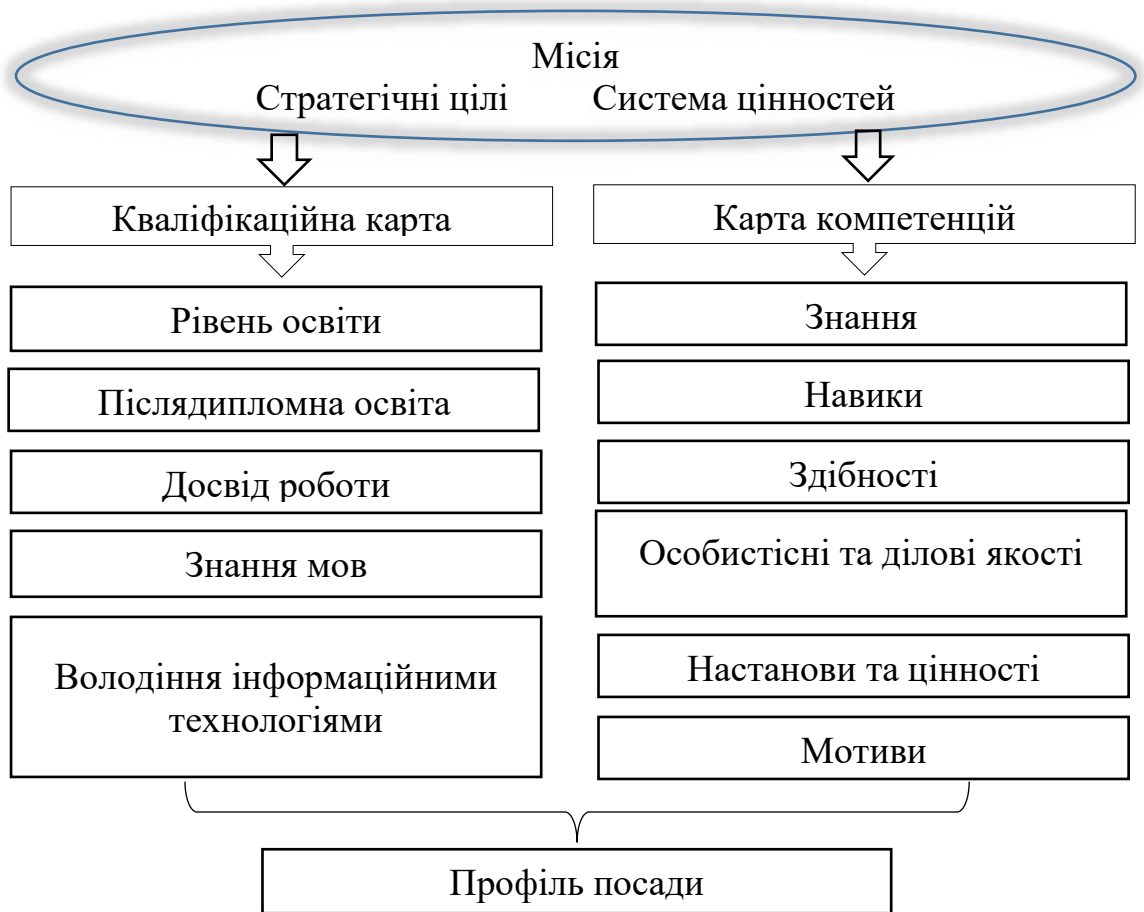 Місія
Стратегічні цілі Система цінностей
Кваліфікаційна карта
Рівень освіти
Післядипломна освіта
Досвід роботи
Знання мов
Володіння інформаційними
технологіями
Карта компетенцій
Знання
Навики
Здібності
Особистісні та ділові якості
Настанови та цінності
Мотиви
Профіль посади